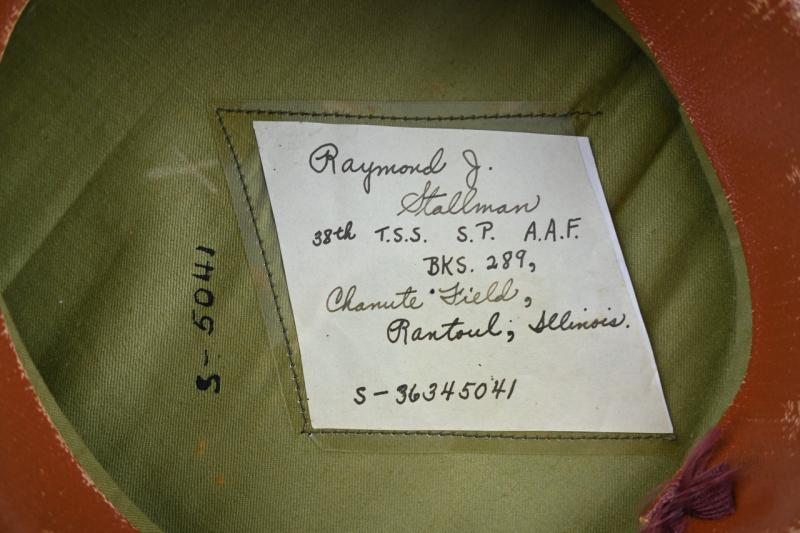 Raymond J.
Stallman
38th T.S.S. S.P. A.A.F.
BKS. 289,
Chanute Field,
Rantoul, Illinois.
S-36345041
S-5041